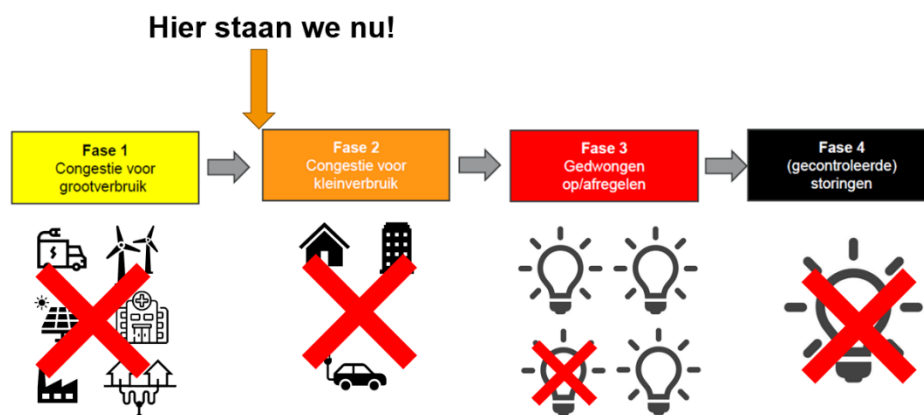 Hier staan we nu!
Fase 1
Congestie voor
grootverbruik
Fase 2
Congestie voor
kleinverbruik
Fase 3
Gedwongen
op/afregelen
Fase 4
(gecontroleerde)
storingen